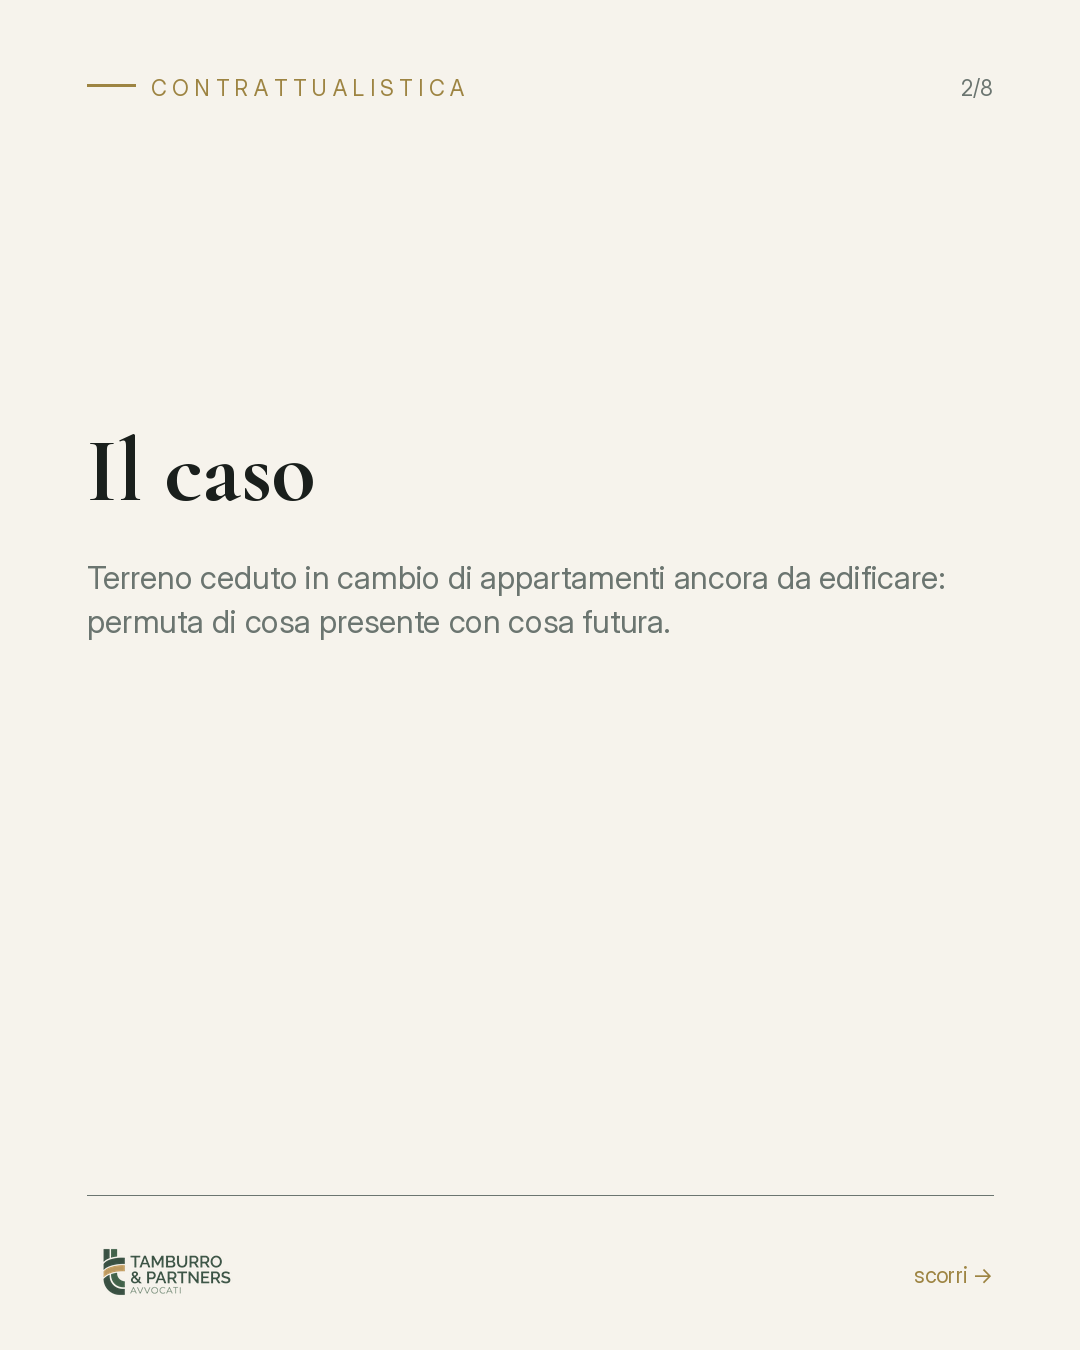 CONTRATTUALISTICA
2/8
Il caso
Terreno ceduto in cambio di appartamenti ancora da edificare:
permuta di cosa presente con cosa futura.
TAMBURRO
& PARTNERS
AVVOCATI
scorri →